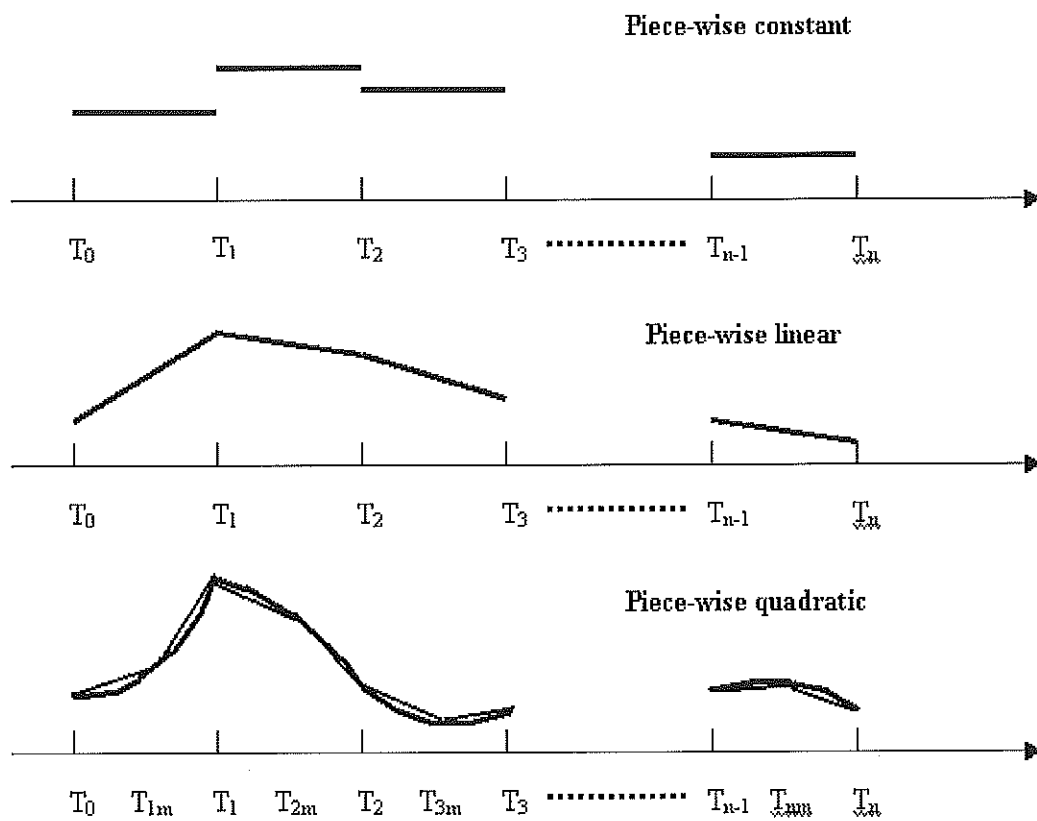 Piece-wise constant
T₀ T₁ T₂ T₃ Tₙ₋₁ Tₙ
Piece-wise linear
T₀ T₁ T₂ T₃ Tₙ₋₁ Tₙ
Piece-wise quadratic
T₀ T₁ₘ T₁ T₂ₘ T₂ T₃ₘ T₃ Tₙ₋₁ Tₙₘ Tₙ